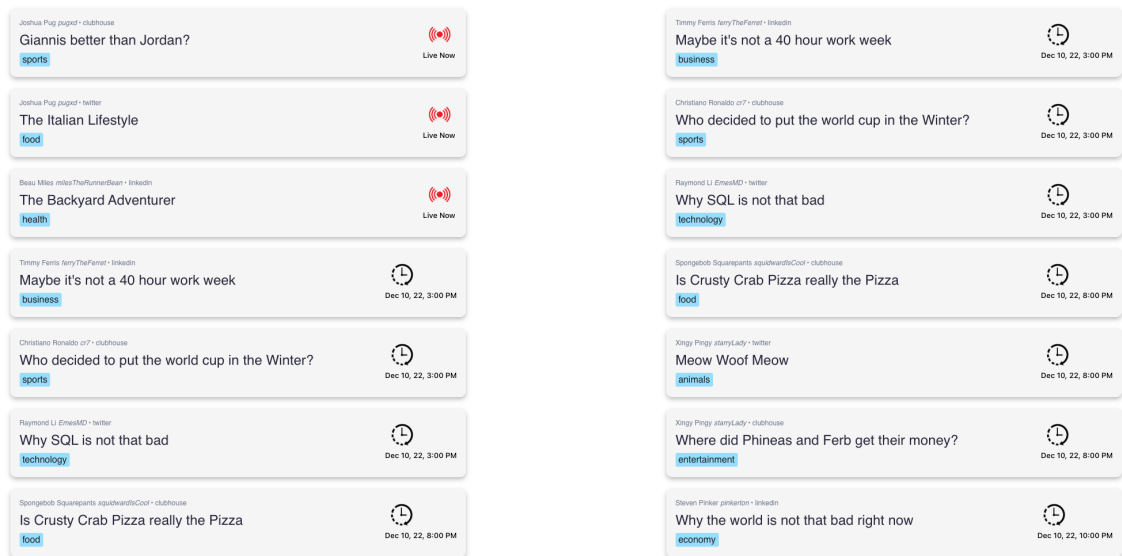 Joshua Pug pugxd • clubhouse
Giannis better than Jordan?
sports
Live Now
Joshua Pug pugxd • twitter
The Italian Lifestyle
food
Live Now
Beau Miles milesTheRunnerBean • linkedin
The Backyard Adventurer
health
Live Now
Timmy Ferris ferryTheFerret • linkedin
Maybe it's not a 40 hour work week
business
Dec 10, 22, 3:00 PM
Christiano Ronaldo cr7 • clubhouse
Who decided to put the world cup in the Winter?
sports
Dec 10, 22, 3:00 PM
Raymond Li EmesMD • twitter
Why SQL is not that bad
technology
Dec 10, 22, 3:00 PM
Spongebob Squarepants squidwardIsCool • clubhouse
Is Crusty Crab Pizza really the Pizza
food
Dec 10, 22, 8:00 PM
Timmy Ferris ferryTheFerret • linkedin
Maybe it's not a 40 hour work week
business
Dec 10, 22, 3:00 PM
Christiano Ronaldo cr7 • clubhouse
Who decided to put the world cup in the Winter?
sports
Dec 10, 22, 3:00 PM
Raymond Li EmesMD • twitter
Why SQL is not that bad
technology
Dec 10, 22, 3:00 PM
Spongebob Squarepants squidwardIsCool • clubhouse
Is Crusty Crab Pizza really the Pizza
food
Dec 10, 22, 8:00 PM
Xingy Pingy starryLady • twitter
Meow Woof Meow
animals
Dec 10, 22, 8:00 PM
Xingy Pingy starryLady • clubhouse
Where did Phineas and Ferb get their money?
entertainment
Dec 10, 22, 8:00 PM
Steven Pinker pinkerton • linkedin
Why the world is not that bad right now
economy
Dec 10, 22, 10:00 PM